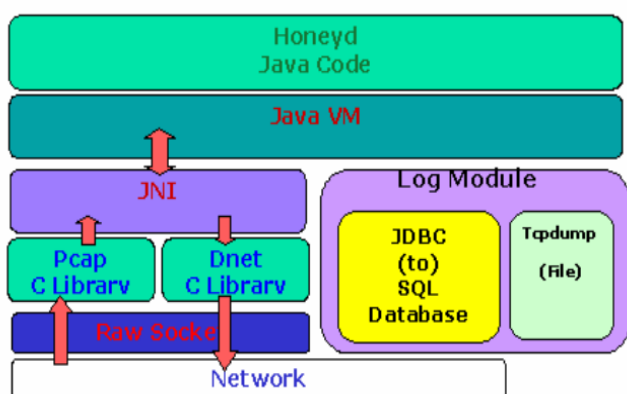 Honeyd
Java Code
Java VM
JNI
Log Module
Pcap
C Library
Dnet
C Library
JDBC
(to)
SQL
Database
Tcpdump
(File)
Raw Socke
Network